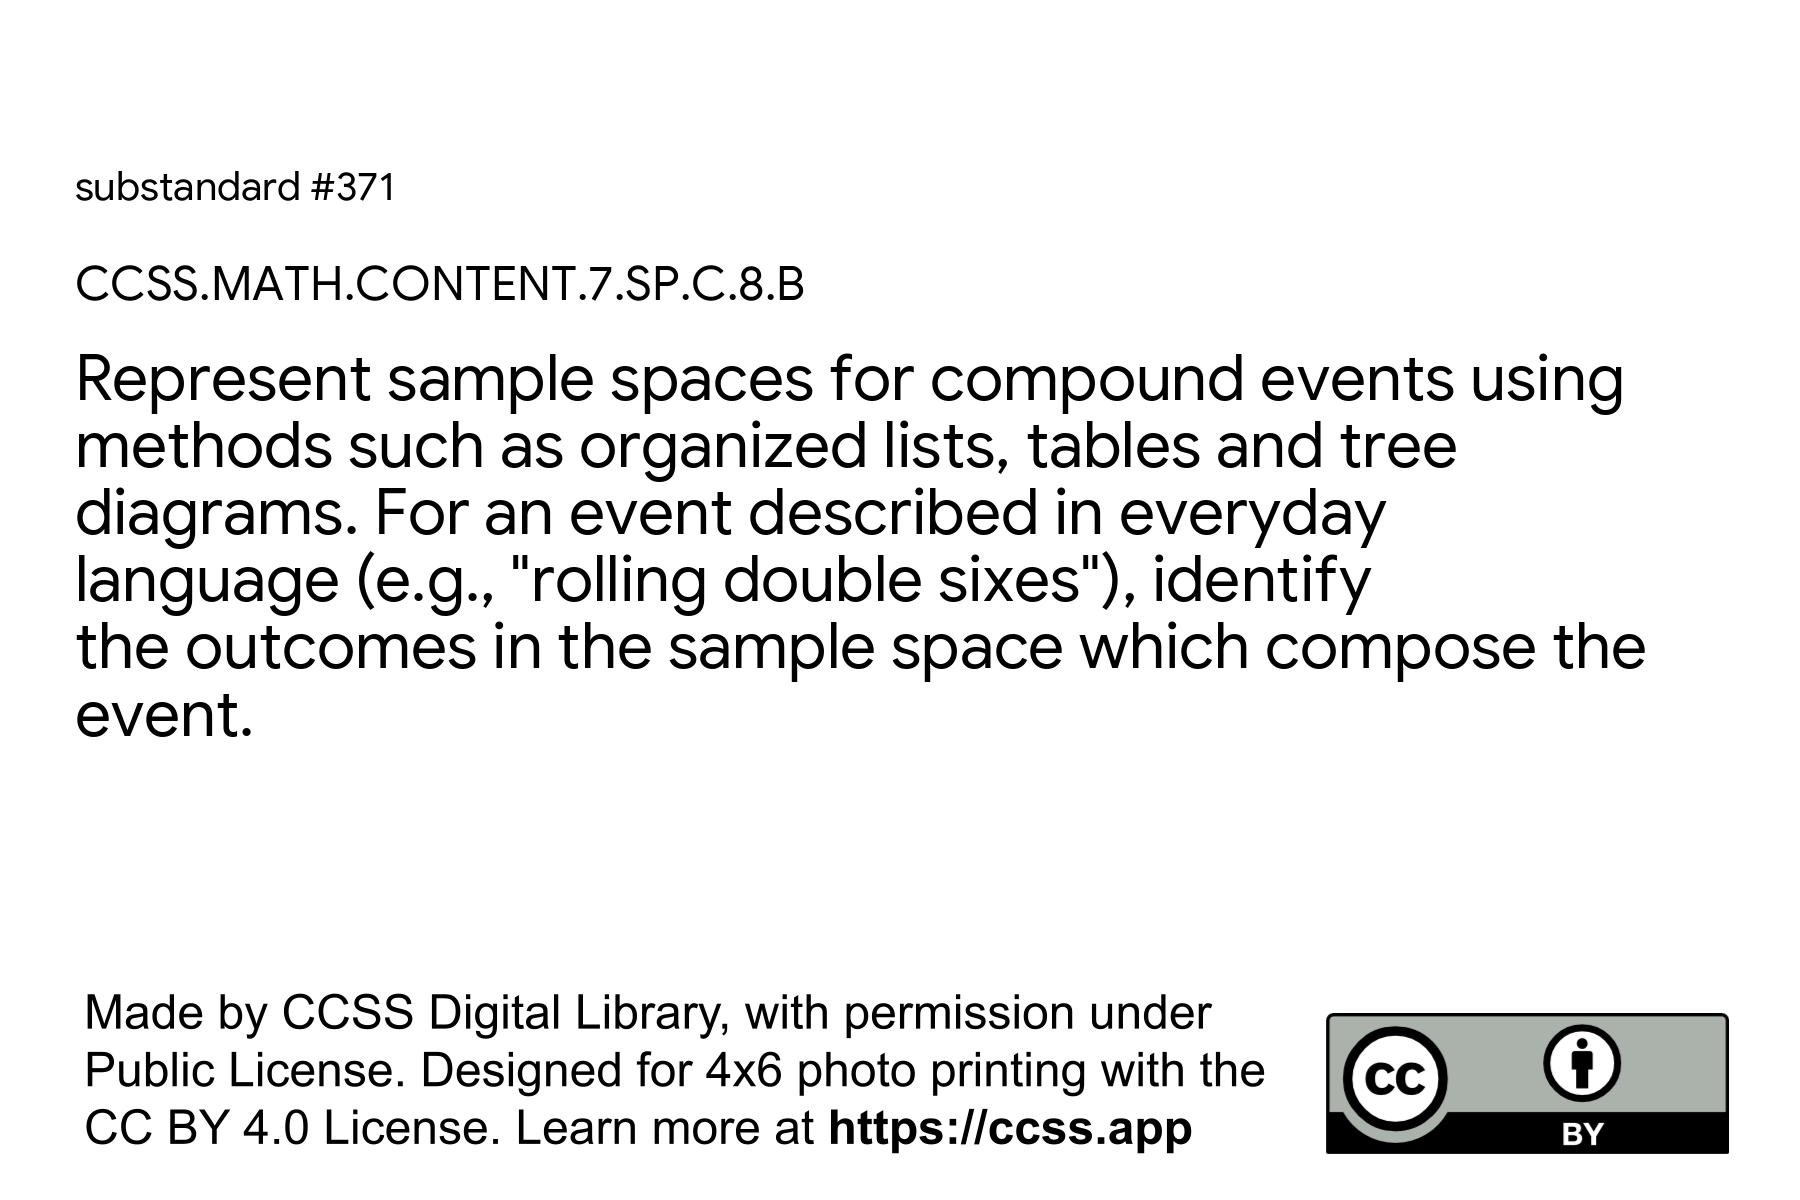 substandard #371
CCSS.MATH.CONTENT.7.SP.C.8.B
Represent sample spaces for compound events using
methods such as organized lists, tables and tree
diagrams. For an event described in everyday
language (e.g., "rolling double sixes"), identify
the outcomes in the sample space which compose the
event.
Made by CCSS Digital Library, with permission under
Public License. Designed for 4x6 photo printing with the
CC BY 4.0 License. Learn more at https://ccss.app
CC
BY